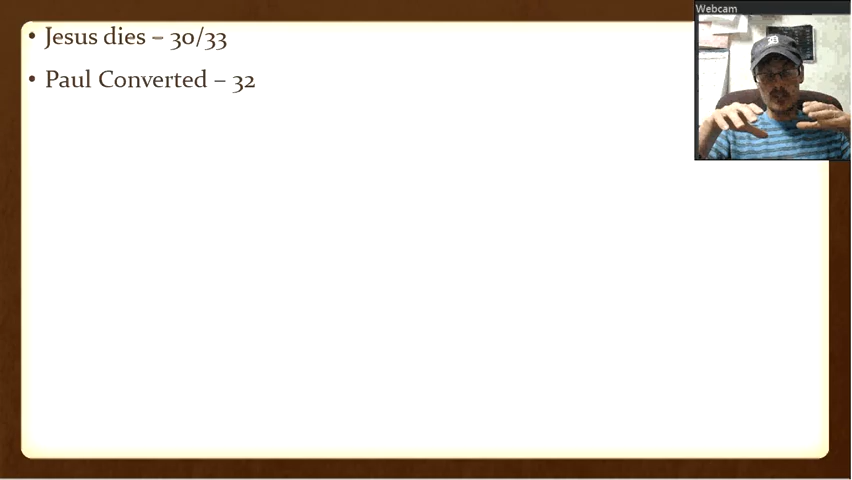 • Jesus dies – 30/33
• Paul Converted – 32
Webcam